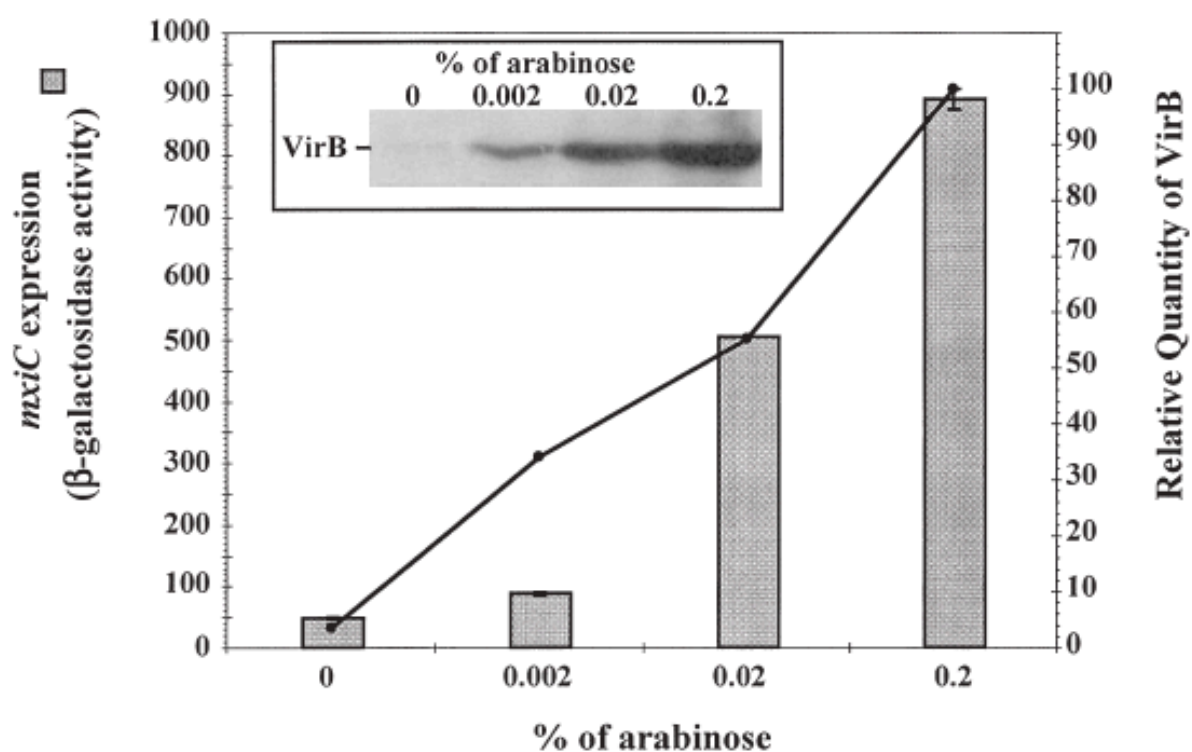 mxiC expression
(β-galactosidase activity)
1000
900
800
700
600
500
400
300
200
100
0
% of arabinose
0 0.002 0.02 0.2
VirB
100
90
80
70
60
50
40
30
20
10
0
Relative Quantity of VirB
0 0.002 0.02 0.2
% of arabinose